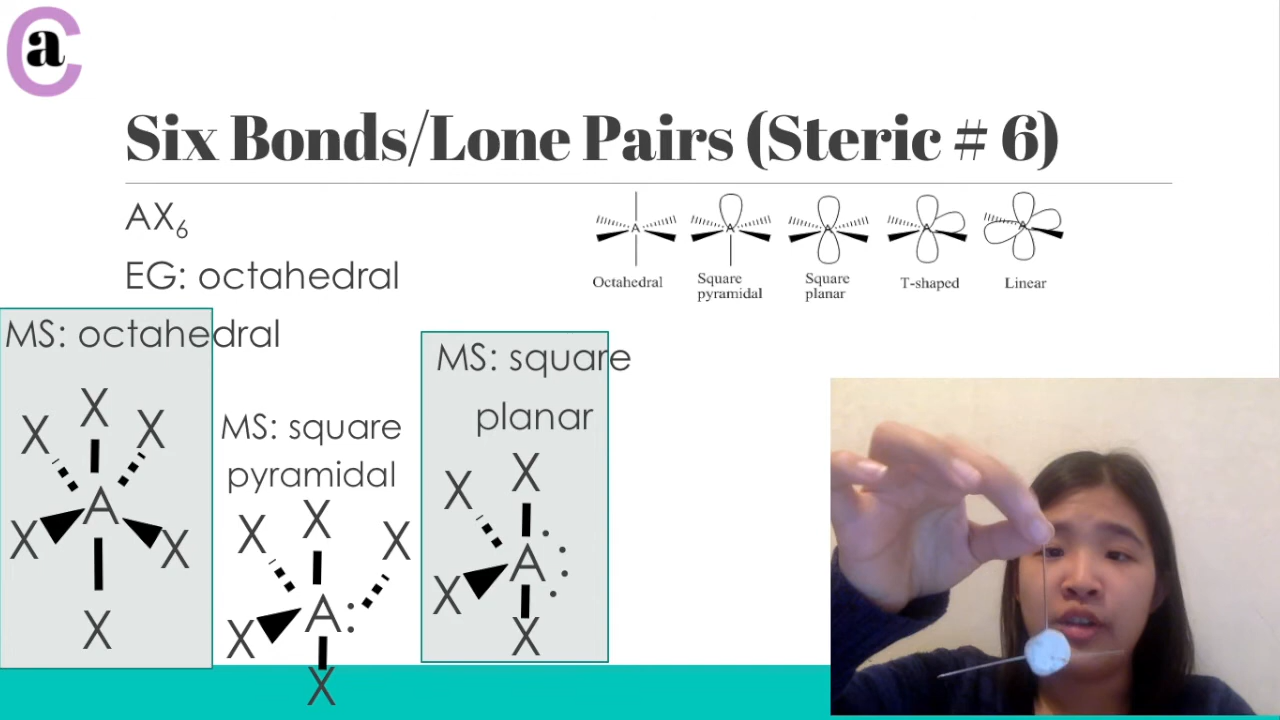 a
C
Six Bonds/Lone Pairs (Steric # 6)
AX₆
EG: octahedral
A A A A A
Octahedral Square pyramidal Square planar T-shaped Linear
MS: octahedral
X X X
A
X X
X
MS: square
pyramidal
X X X
A:
X
X
MS: square
planar
X X
A
X
X